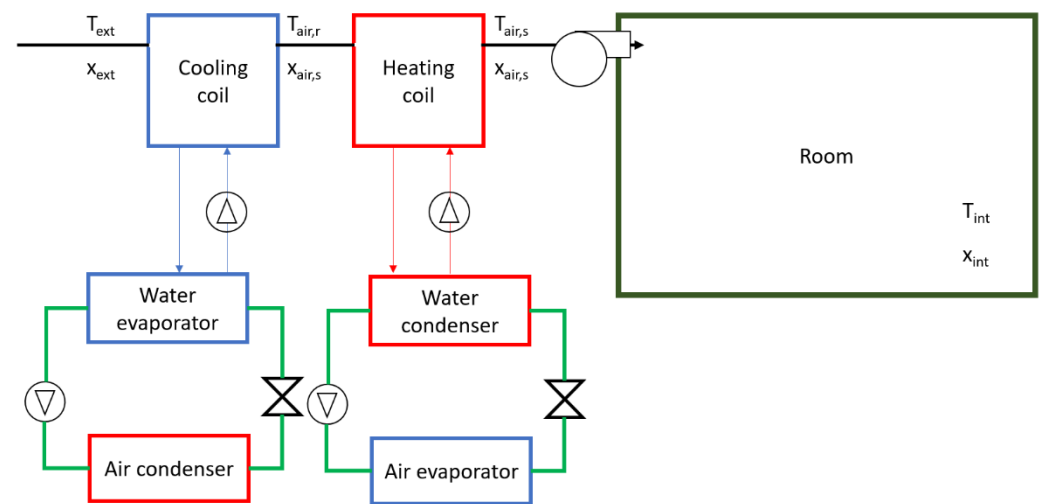 T_ext
T_air,r
T_air,s
x_ext
Cooling
coil
x_air,s
Heating
coil
x_air,s
Room
T_int
x_int
Water
evaporator
Water
condenser
Air condenser
Air evaporator